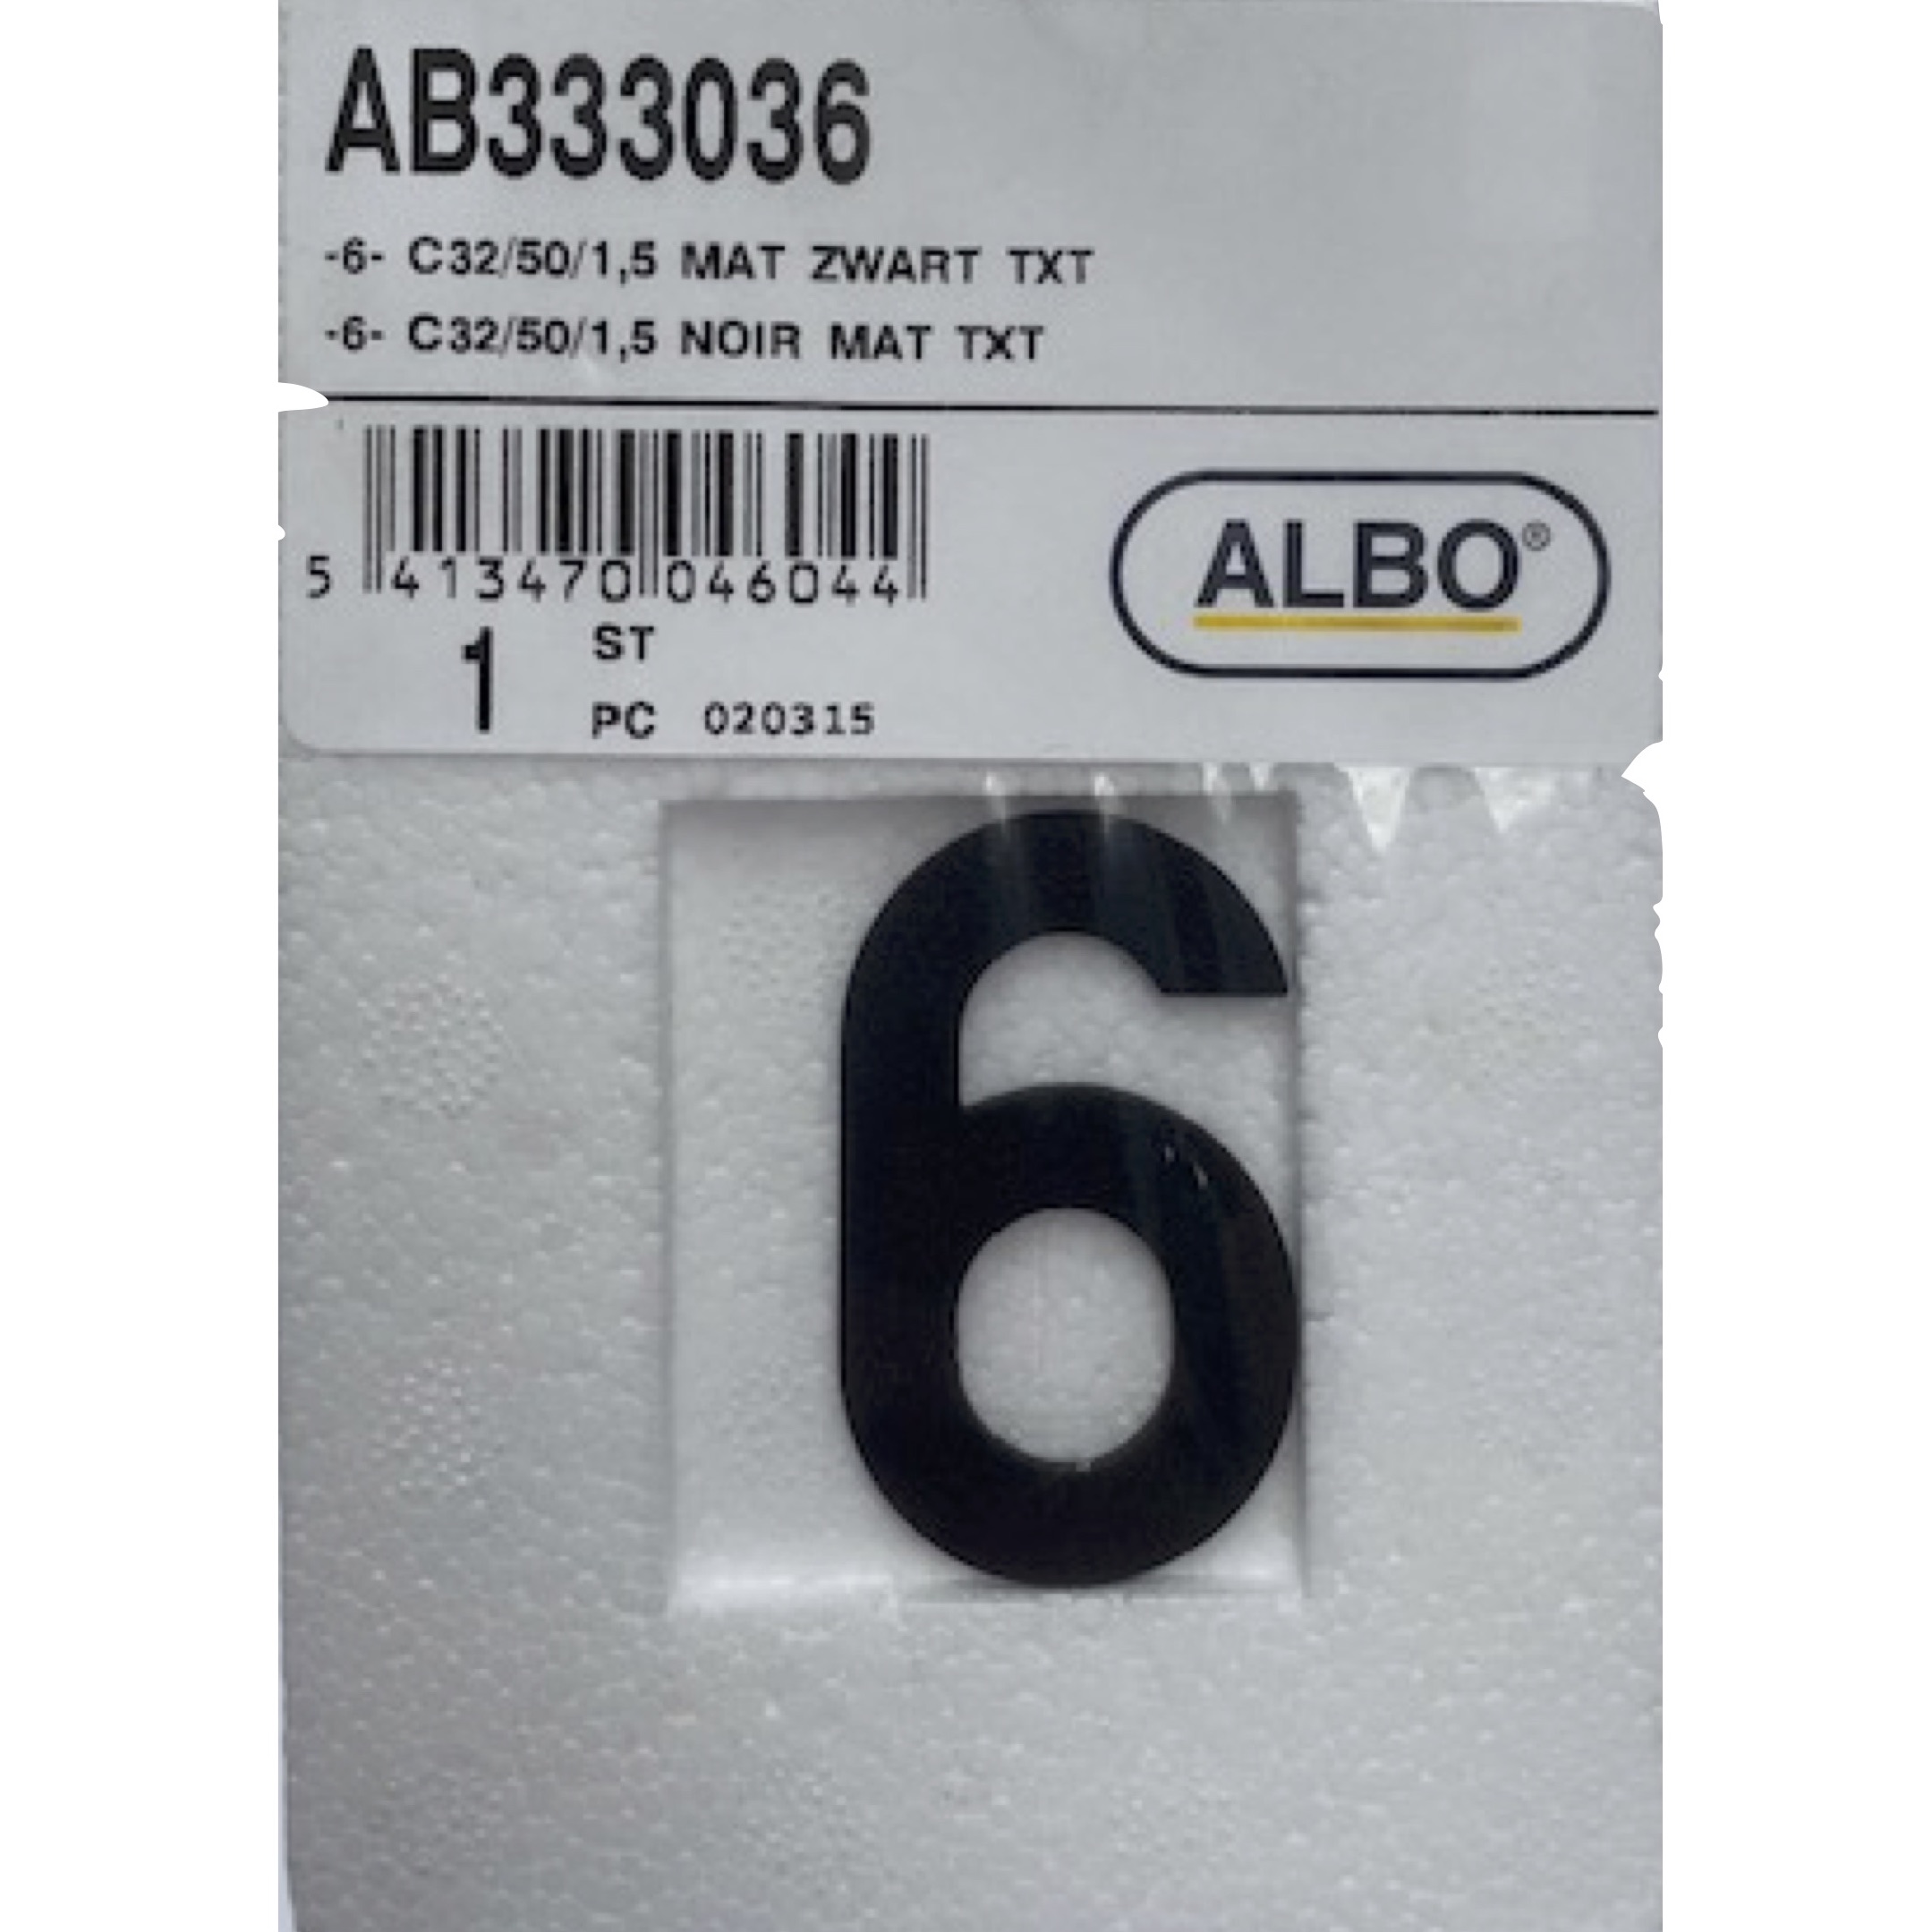 AB333036
-6- C32/50/1,5 MAT ZWART TXT
-6- C32/50/1,5 NOIR MAT TXT
5 413470 046044
ALBO®
1 ST
PC 020315
6